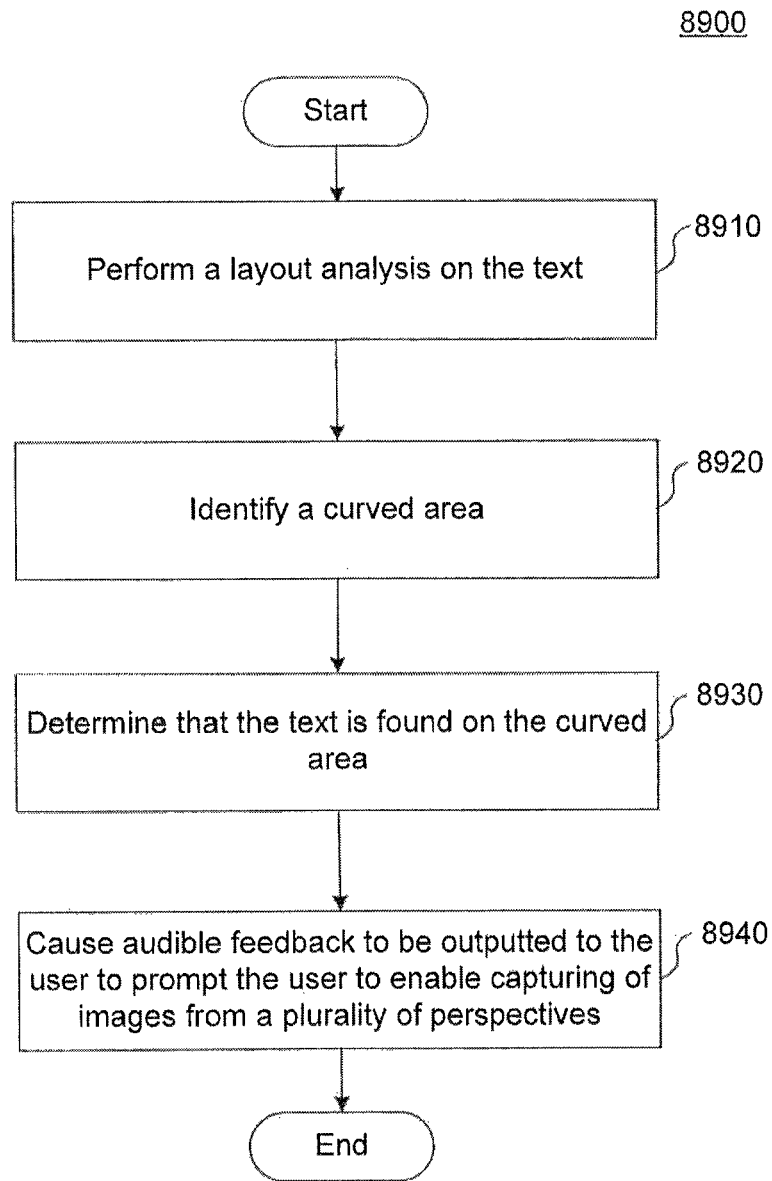 8900
Start
Perform a layout analysis on the text
8910
Identify a curved area
8920
Determine that the text is found on the curved
area
8930
Cause audible feedback to be outputted to the
user to prompt the user to enable capturing of
images from a plurality of perspectives
8940
End